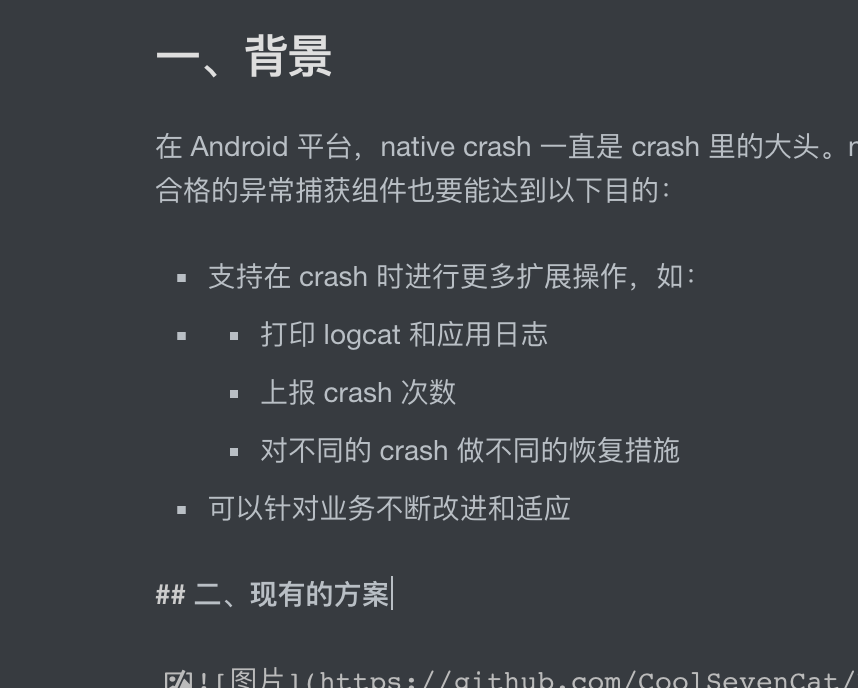 一、背景
在 Android 平台，native crash 一直是 crash 里的大头。
合格的异常捕获组件也要能达到以下目的：
支持在 crash 时进行更多扩展操作，如：
打印 logcat 和应用日志
上报 crash 次数
对不同的 crash 做不同的恢复措施
可以针对业务不断改进和适应
## 二、现有的方案
![图片](https://github.com/CoolSevenCat/